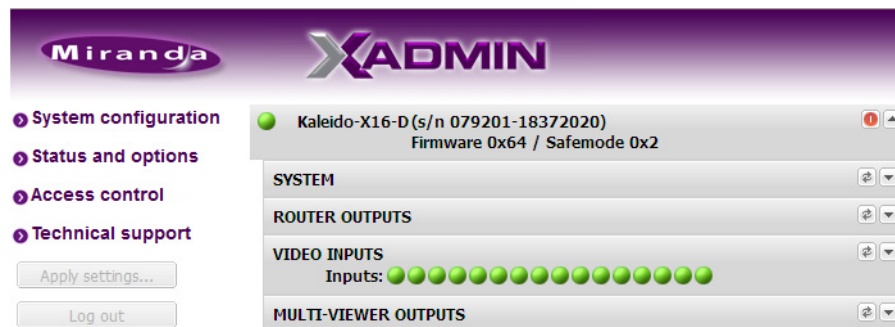 Miranda
XADMIN
System configuration
Status and options
Access control
Technical support
Apply settings...
Log out
Kaleido-X16-D (s/n 079201-18372020)
Firmware 0x64 / Safemode 0x2
SYSTEM
ROUTER OUTPUTS
VIDEO INPUTS
Inputs:
MULTI-VIEWER OUTPUTS